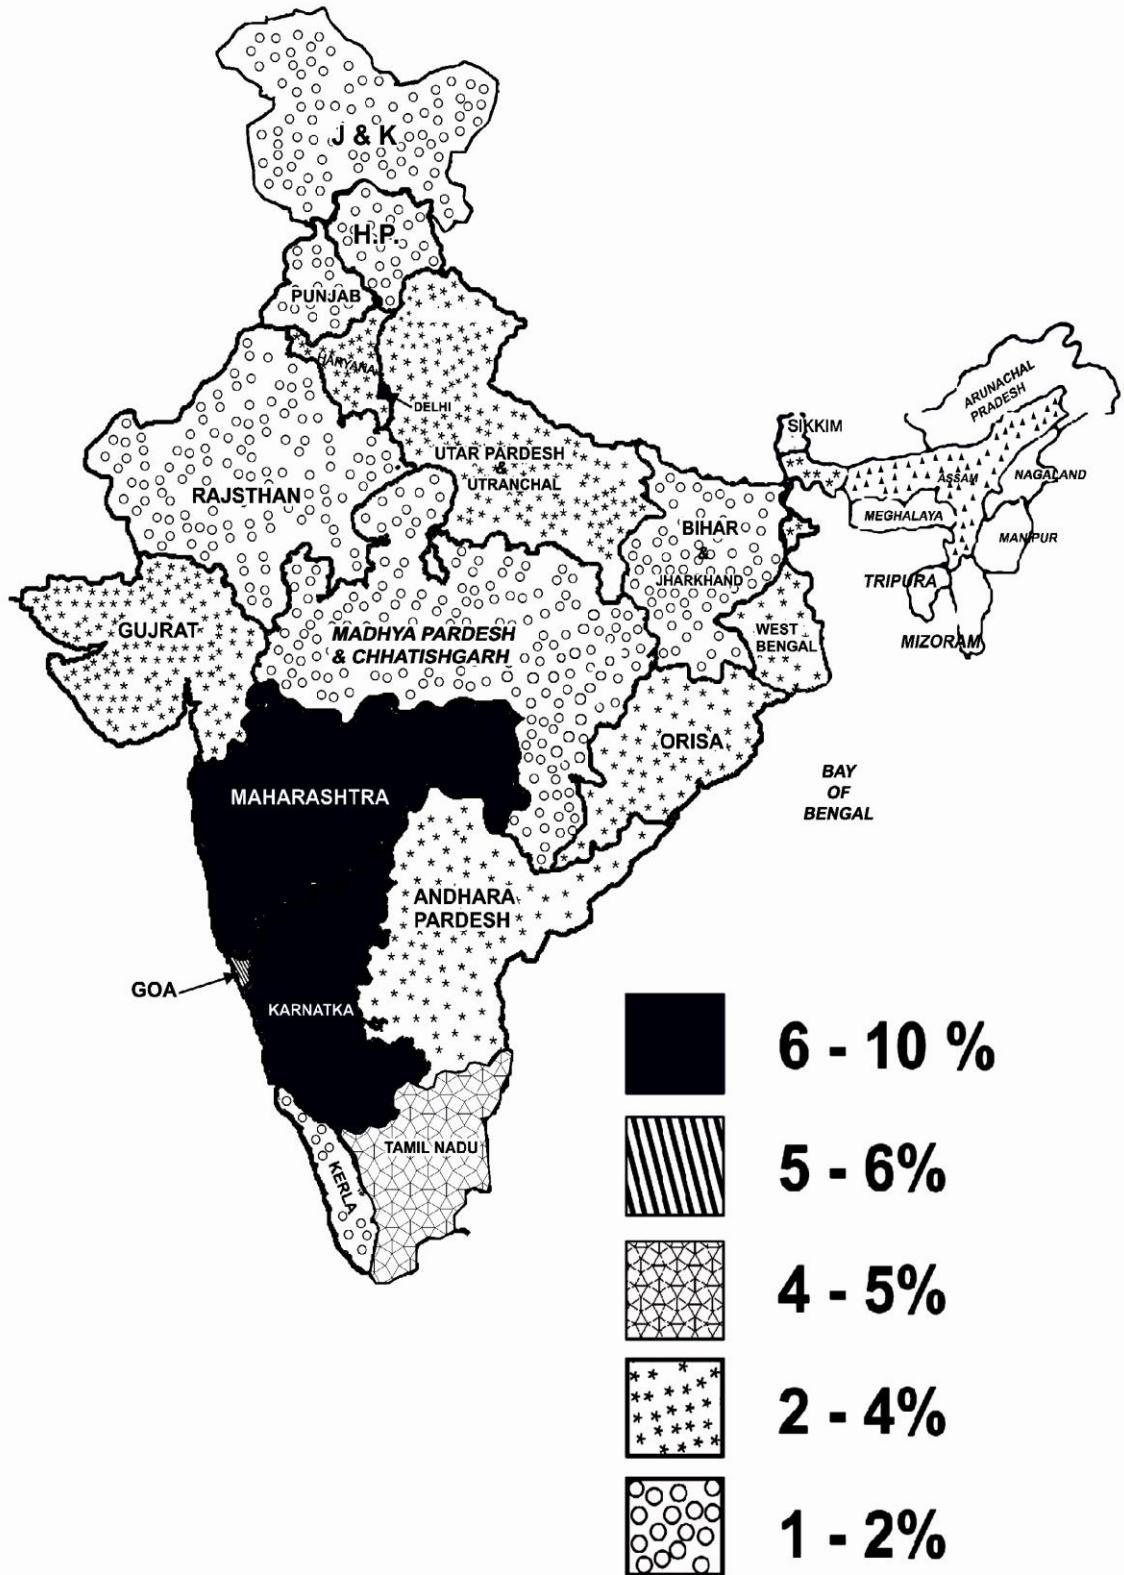 J & K
H.P.
PUNJAB
HARYANA
DELHI
UTAR PARDESH
&
UTRANCHAL
RAJSTHAN
SIKKIM
ARUNACHAL
PRADESH
ASSAM
NAGALAND
MEGHALAYA
MANIPUR
TRIPURA
MIZORAM
BIHAR
&
JHARKHAND
GUJRAT
MADHYA PARDESH
& CHHATISHGARH
WEST
BENGAL
ORISA
MAHARASHTRA
BAY
OF
BENGAL
ANDHARA
PARDESH
GOA
KARNATKA
TAMIL NADU
KERLA
6 - 10 %
5 - 6%
4 - 5%
2 - 4%
1 - 2%